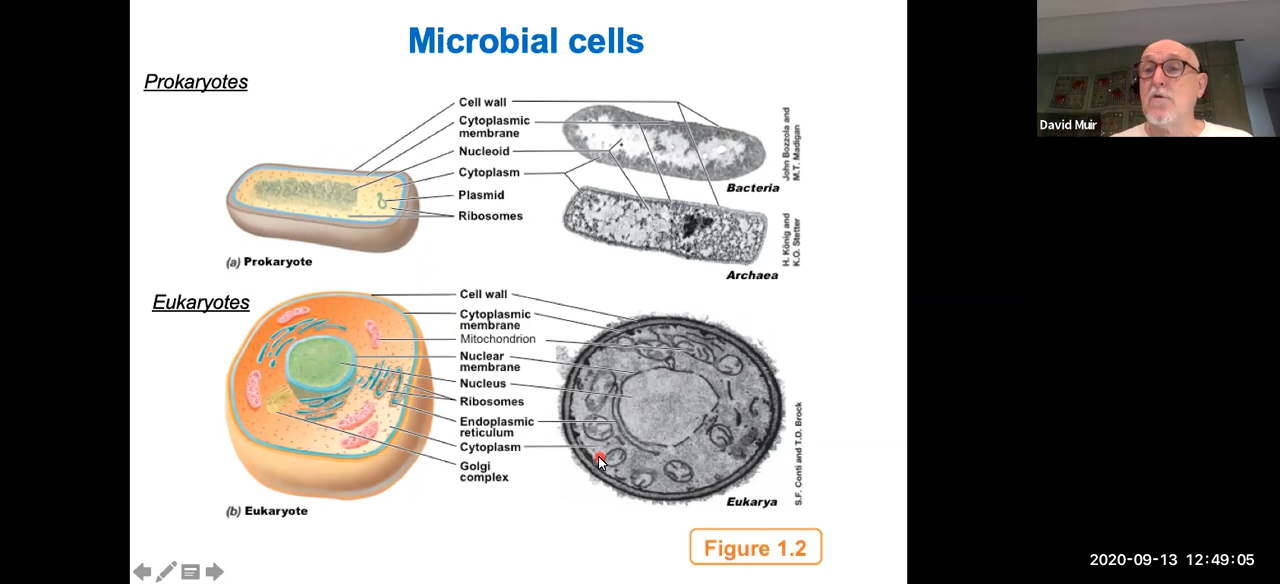 Microbial cells
Prokaryotes
Cell wall
Cytoplasmic
membrane
Nucleoid
Cytoplasm
Plasmid
Ribosomes
(a) Prokaryote
Bacteria
John Bozzola and
M.T. Madigan
Archaea
H. König and
K.O. Stetter
Eukaryotes
Cell wall
Cytoplasmic
membrane
Mitochondrion
Nuclear
membrane
Nucleus
Ribosomes
Endoplasmic
reticulum
Cytoplasm
Golgi
complex
(b) Eukaryote
Eukarya
S.F. Conti and T.D. Brock
Figure 1.2
David Muir
2020-09-13 12:49:05